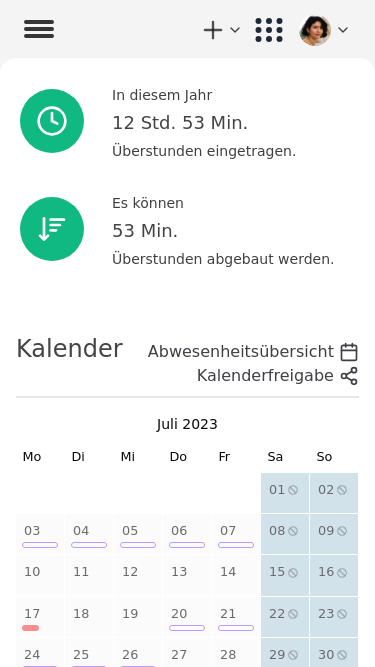 In diesem Jahr
12 Std. 53 Min.
Überstunden eingetragen.
Es können
53 Min.
Überstunden abgebaut werden.
Kalender
Abwesenheitsübersicht
Kalenderfreigabe
Juli 2023
Mo Di Mi Do Fr Sa So
01 02
03 04 05 06 07 08 09
10 11 12 13 14 15 16
17 18 19 20 21 22 23
24 25 26 27 28 29 30